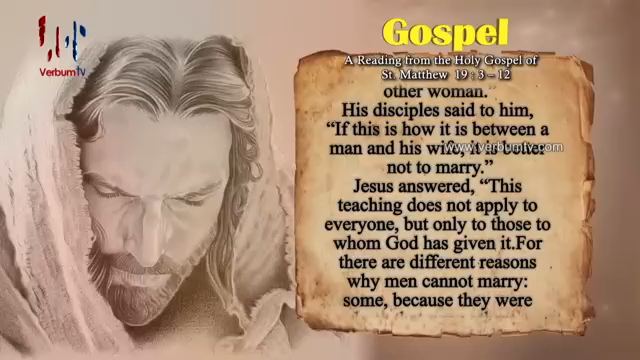 VerbumTV
Gospel
A Reading from the Holy Gospel of
St. Matthew 19 : 3 – 12
other woman.”
His disciples said to him,
“If this is how it is between a
man and his wife,
www.verbumtv.com
not to marry.”
Jesus answered, “This
teaching does not apply to
everyone, but only to those to
whom God has given it.For
there are different reasons
why men cannot marry:
some, because they were